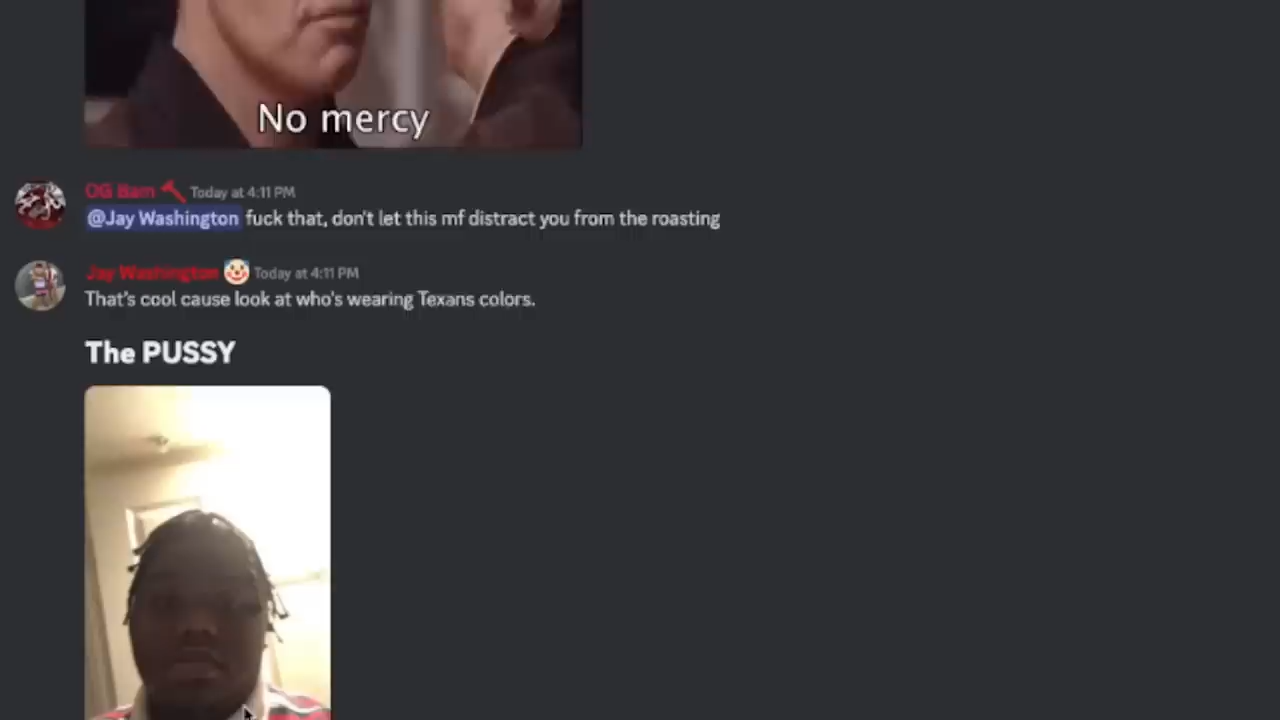 No mercy
OG Bam Today at 4:11 PM
@Jay Washington fuck that, don't let this mf distract you from the roasting
Jay Washington Today at 4:11 PM
That's cool cause look at who's wearing Texans colors.
The PUSSY